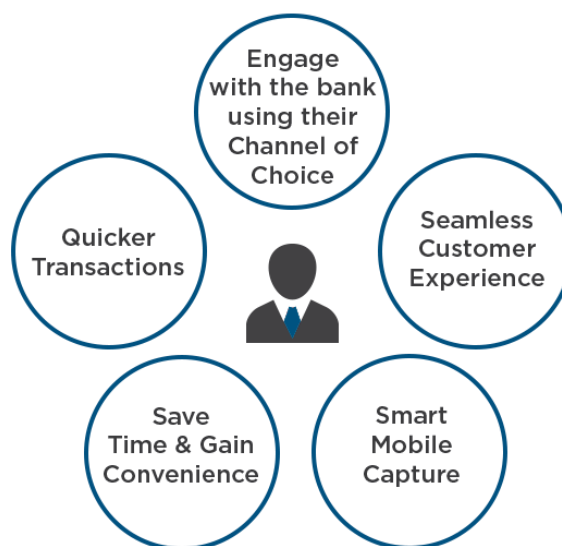 Engage
with the bank
using their
Channel of
Choice
Quicker
Transactions
Seamless
Customer
Experience
Save
Time & Gain
Convenience
Smart
Mobile
Capture